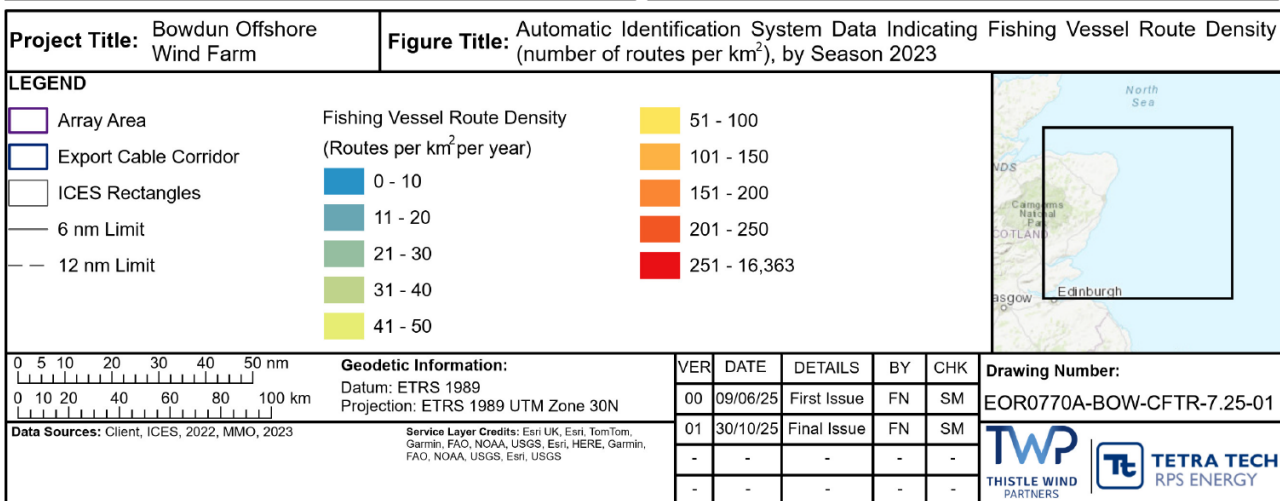 Project Title: Bowdun Offshore
Wind Farm
Figure Title: Automatic Identification System Data Indicating Fishing Vessel Route Density
(number of routes per km2), by Season 2023
LEGEND
Array Area
Export Cable Corridor
ICES Rectangles
6 nm Limit
12 nm Limit
Fishing Vessel Route Density
(Routes per km2per year)
0 - 10
11 - 20
21 - 30
31 - 40
41 - 50
51 - 100
101 - 150
151 - 200
201 - 250
251 - 16,363
North
Sea
NDS
Cairngorms
National
Park
COTLAND
asgow
Edinburgh
0 5 10 20 30 40 50 nm
0 10 20 40 60 80 100 km
Geodetic Information:
Datum: ETRS 1989
Projection: ETRS 1989 UTM Zone 30N
Data Sources: Client, ICES, 2022, MMO, 2023
Service Layer Credits: Esri UK, Esri, TomTom,
Garmin, FAO, NOAA, USGS, Esri, HERE, Garmin,
FAO, NOAA, USGS, Esri, USGS
VER DATE DETAILS BY CHK
00 09/06/25 First Issue FN SM
01 30/10/25 Final Issue FN SM
- - - - -
- - - - -
Drawing Number:
EOR0770A-BOW-CFTR-7.25-01
TWP
THISTLE WIND
PARTNERS
Tt
TETRA TECH
RPS ENERGY